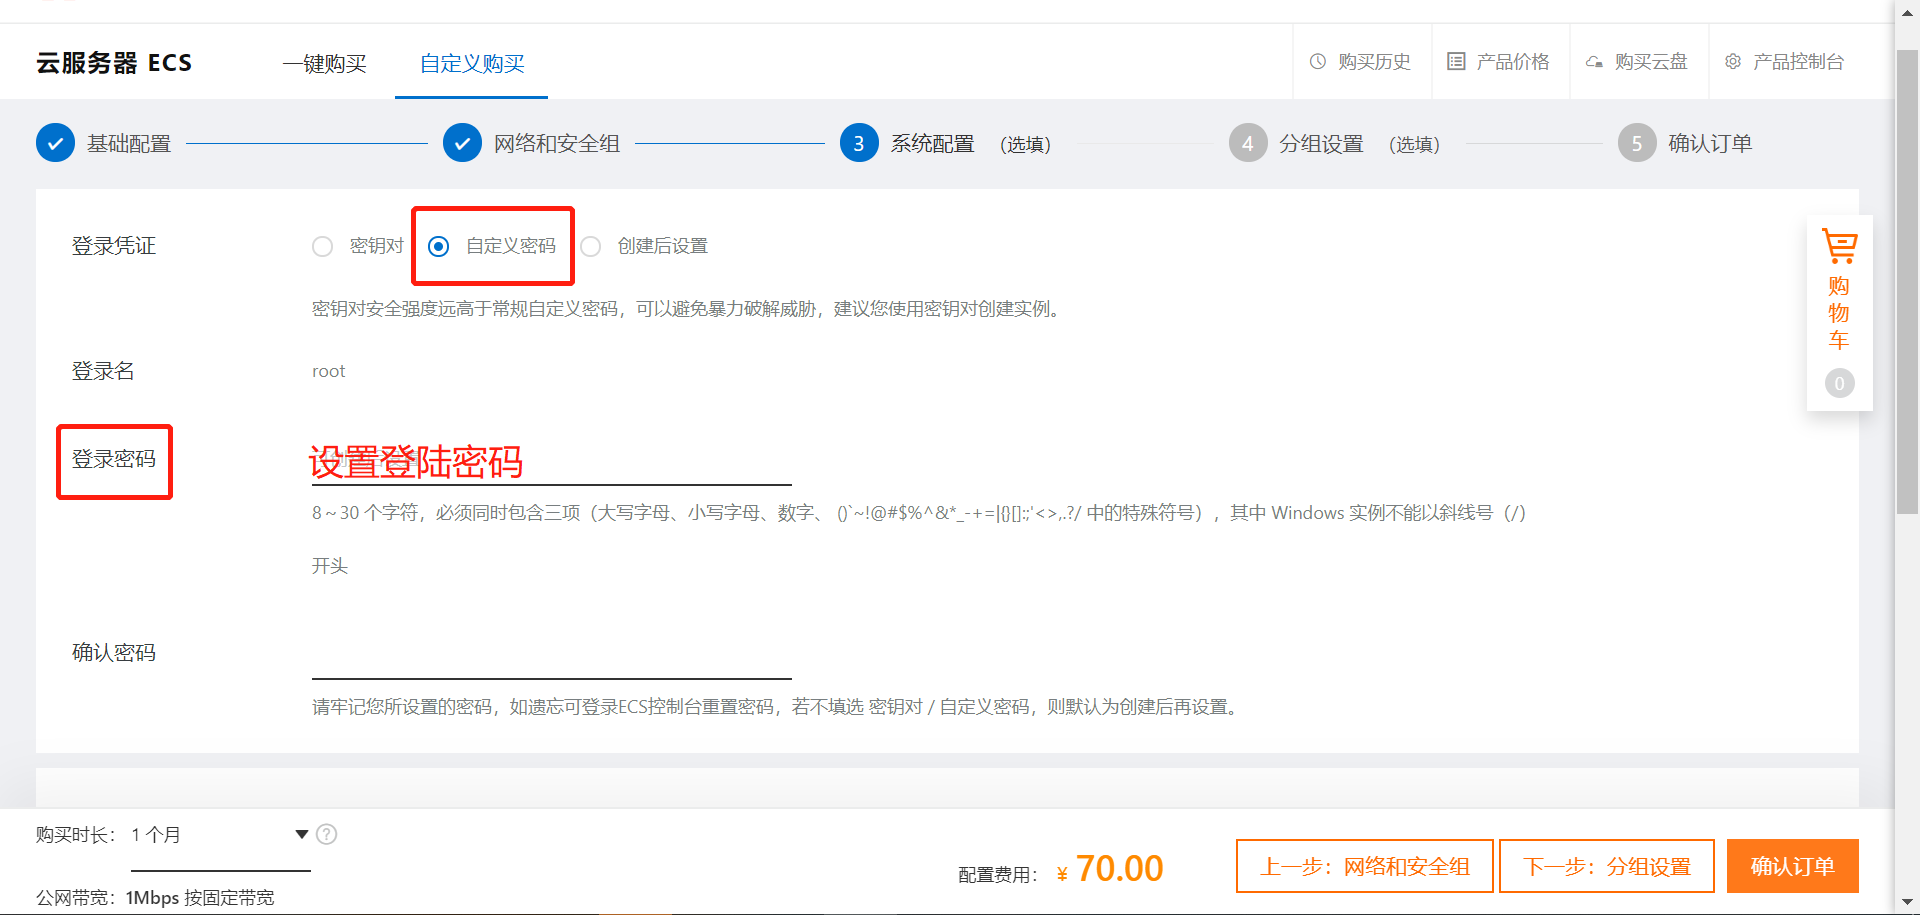 云服务器 ECS
一键购买
自定义购买
购买历史
产品价格
购买云盘
产品控制台
基础配置
网络和安全组
3 系统配置 （选填）
4 分组设置 （选填）
5 确认订单
登录凭证
密钥对
自定义密码
创建后设置
密钥对安全强度远高于常规自定义密码，可以避免暴力破解威胁，建议您使用密钥对创建实例。
登录名
root
登录密码
设置登陆密码
8～30 个字符，必须同时包含三项（大写字母、小写字母、数字、 ()`~!@#$%^&*_-+=|{}[]:;'<>,.?/ 中的特殊符号），其中 Windows 实例不能以斜线号（/）
开头
确认密码
请牢记您所设置的密码，如遗忘可登录ECS控制台重置密码，若不填选 密钥对 / 自定义密码，则默认为创建后再设置。
购
物
车
0
购买时长： 1 个月
?
公网带宽： 1Mbps 按固定带宽
配置费用： ¥ 70.00
上一步：网络和安全组
下一步：分组设置
确认订单